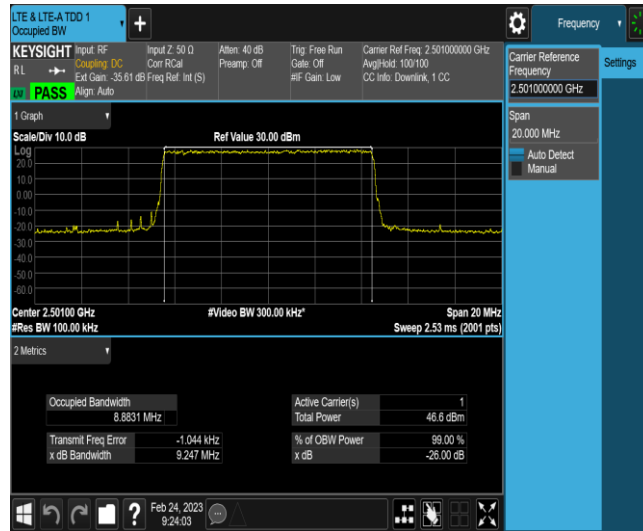 LTE & LTE-A TDD 1
Occupied BW
Frequency
KEYSIGHT
RL
LNI PASS
Input: RF
Coupling: DC
Ext Gain: -35.61 dB
Align: Auto
Input Z: 50 Ω
Corr RCal
Freq Ref: Int (S)
Atten: 40 dB
Preamp: Off
Trig: Free Run
Gate: Off
#IF Gain: Low
Carrier Ref Freq: 2.501000000 GHz
Avg|Hold: 100/100
CC Info: Downlink, 1 CC
Carrier Reference
Frequency
2.501000000 GHz
Settings
Span
20.000 MHz
Auto Detect
Manual
1 Graph
Scale/Div 10.0 dB
Ref Value 30.00 dBm
Log
20.0
10.0
0.00
-10.0
-20.0
-30.0
-40.0
-50.0
-60.0
Center 2.50100 GHz
#Video BW 300.00 kHz*
Span 20 MHz
#Res BW 100.00 kHz
Sweep 2.53 ms (2001 pts)
2 Metrics
Occupied Bandwidth
8.8831 MHz
Active Carrier(s) 1
Total Power 46.6 dBm
Transmit Freq Error -1.044 kHz
x dB Bandwidth 9.247 MHz
% of OBW Power 99.00 %
x dB -26.00 dB
?
Feb 24, 2023
9:24:03